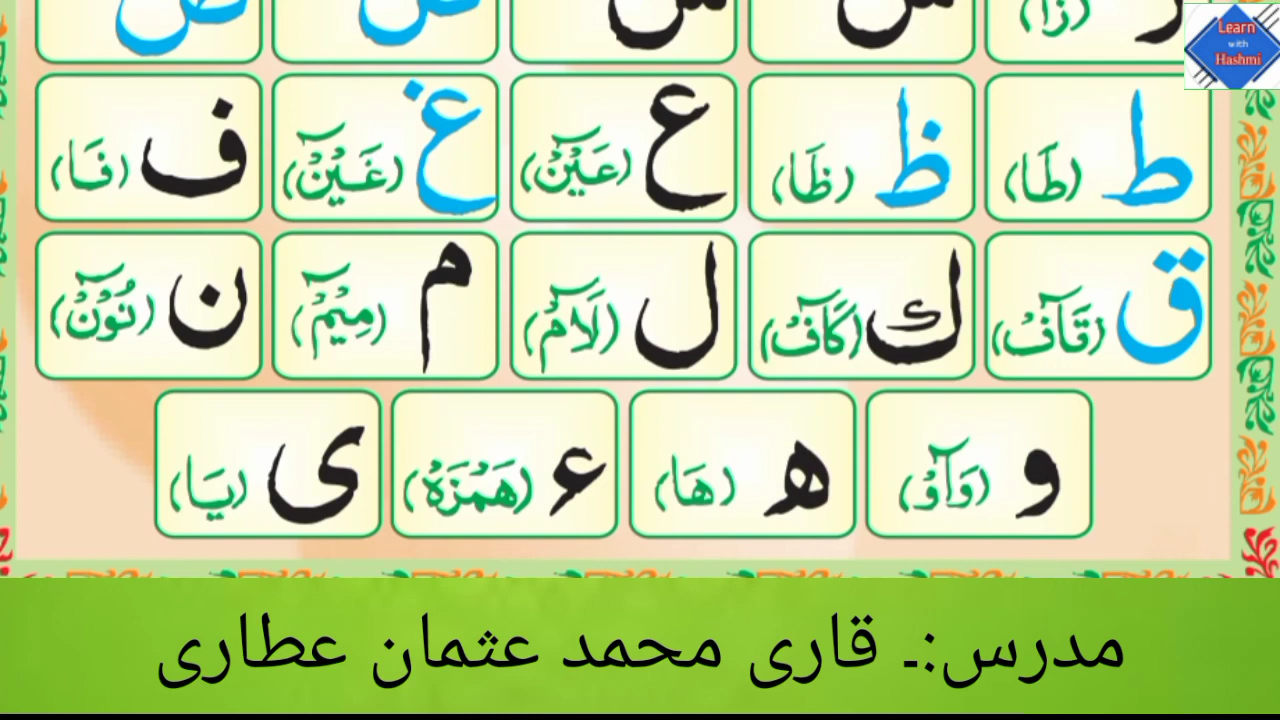 ر (زَا) س ش ص ض
Learn
with
Hashmi
ط (طَا) ظ (ظَا) ع (عَیْنْ) غ (غَیْنْ) ف (فَا)
ق (قَافْ) ك (كَافْ) ل (لَامْ) م (مِیْمْ) ن (نُوْنْ)
و (وَاوْ) ھ (ھَا) ء (ھَمْزَهْ) ی (یَا)
مدرس:۔ قاری محمد عثمان عطاری